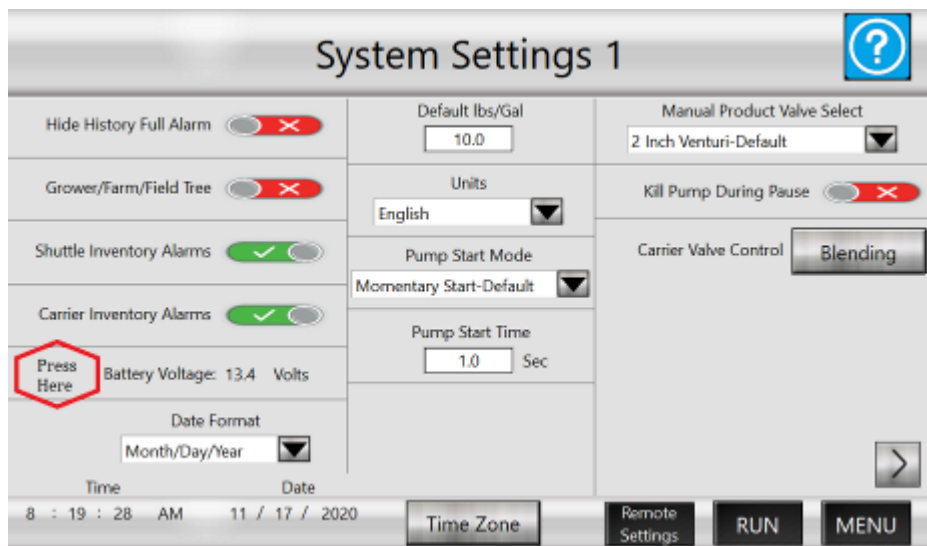 System Settings 1
?
Hide History Full Alarm
Grower/Farm/Field Tree
Shuttle Inventory Alarms
Carrier Inventory Alarms
Press
Here
Battery Voltage: 13.4 Volts
Date Format
Month/Day/Year
Default lbs/Gal
10.0
Units
English
Pump Start Mode
Momentary Start-Default
Pump Start Time
1.0 Sec
Manual Product Valve Select
2 Inch Venturi-Default
Kill Pump During Pause
Carrier Valve Control Blending
>
Time Date
8 : 19 : 28 AM 11 / 17 / 2020
Time Zone
Remote
Settings
RUN
MENU